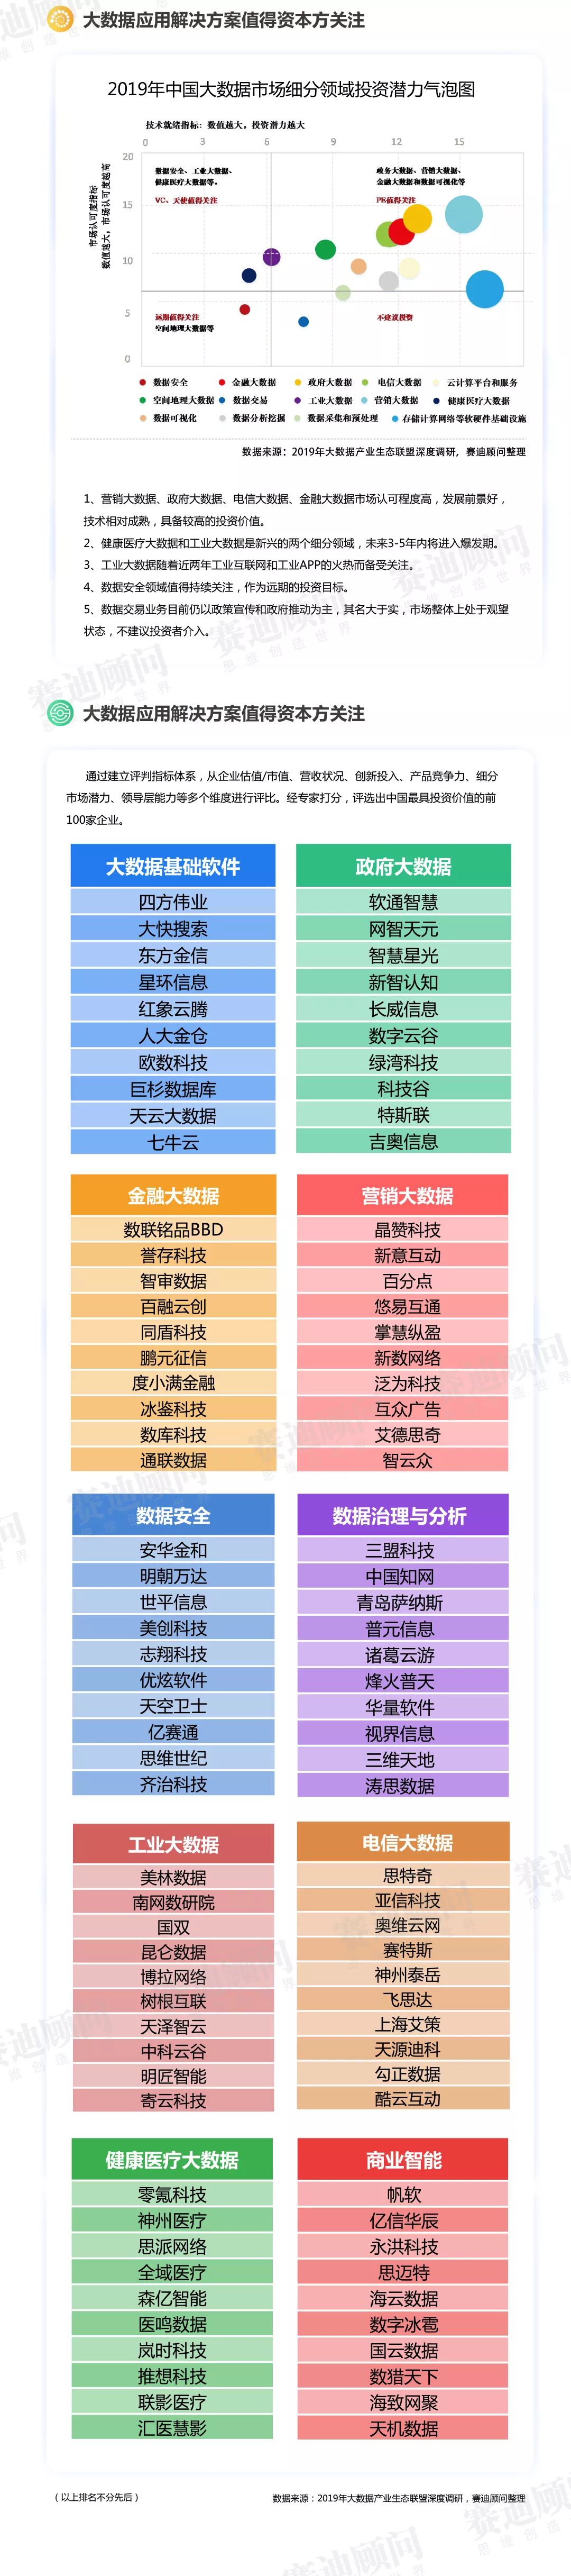 大数据应用解决方案值得资本方关注
2019年中国大数据市场细分领域投资潜力气泡图
技术就绪指标：数值越大，投资潜力越大
0 3 6 9 12 15
市场认可度指标
数值越大，市场认可度越高
20
15
10
5
0
数据安全、工业大数据、
健康医疗大数据等。
VC、天使值得关注
政务大数据、营销大数据、
金融大数据和数据可视化等
PE值得关注
远期值得关注
空间地理大数据等
不建议投资
数据安全 金融大数据 政府大数据 电信大数据 云计算平台和服务
空间地理大数据 数据交易 工业大数据 营销大数据 健康医疗大数据
数据可视化 数据分析挖掘 数据采集和预处理 存储计算网络等软硬件基础设施
数据来源：2019年大数据产业生态联盟深度调研，赛迪顾问整理
1、营销大数据、政府大数据、电信大数据、金融大数据市场认可程度高，发展前景好，
技术相对成熟，具备较高的投资价值。
2、健康医疗大数据和工业大数据是新兴的两个细分领域，未来3-5年内将进入爆发期。
3、工业大数据随着近两年工业互联网和工业APP的火热而备受关注。
4、数据安全领域值得持续关注，作为远期的投资目标。
5、数据交易业务目前仍以政策宣传和政府推动为主，其名大于实，市场整体上处于观望
状态，不建议投资者介入。
赛迪顾问
思维创造世界
大数据应用解决方案值得资本方关注
通过建立评判指标体系，从企业估值/市值、营收状况、创新投入、产品竞争力、细分
市场潜力、领导层能力等多个维度进行评比。经专家打分，评选出中国最具投资价值的前
100家企业。
大数据基础软件
四方伟业
大快搜索
东方金信
星环信息
红象云腾
人大金仓
欧数科技
巨杉数据库
天云大数据
七牛云
政府大数据
软通智慧
网智天元
智慧星光
新智认知
长威信息
数字云谷
绿湾科技
科技谷
特斯联
吉奥信息
金融大数据
数联铭品BBD
誉存科技
智审数据
百融云创
同盾科技
鹏元征信
度小满金融
冰鉴科技
数库科技
通联数据
营销大数据
晶赞科技
新意互动
百分点
悠易互通
掌慧纵盈
新数网络
泛为科技
互众广告
艾德思奇
智云众
数据安全
安华金和
明朝万达
世平信息
美创科技
志翔科技
优炫软件
天空卫士
亿赛通
思维世纪
齐治科技
数据治理与分析
三盟科技
中国知网
青岛萨纳斯
普元信息
诸葛云游
烽火普天
华量软件
视界信息
三维天地
涛思数据
工业大数据
美林数据
南网数研院
国双
昆仑数据
博拉网络
树根互联
天泽智云
中科云谷
明匠智能
寄云科技
电信大数据
思特奇
亚信科技
奥维云网
赛特斯
神州泰岳
飞思达
上海艾策
天源迪科
勾正数据
酷云互动
健康医疗大数据
零氪科技
神州医疗
思派网络
全域医疗
森亿智能
医鸣数据
岚时科技
推想科技
联影医疗
汇医慧影
商业智能
帆软
亿信华辰
永洪科技
思迈特
海云数据
数字冰雹
国云数据
数猎天下
海致网聚
天机数据
（以上排名不分先后）
数据来源：2019年大数据产业生态联盟深度调研，赛迪顾问整理